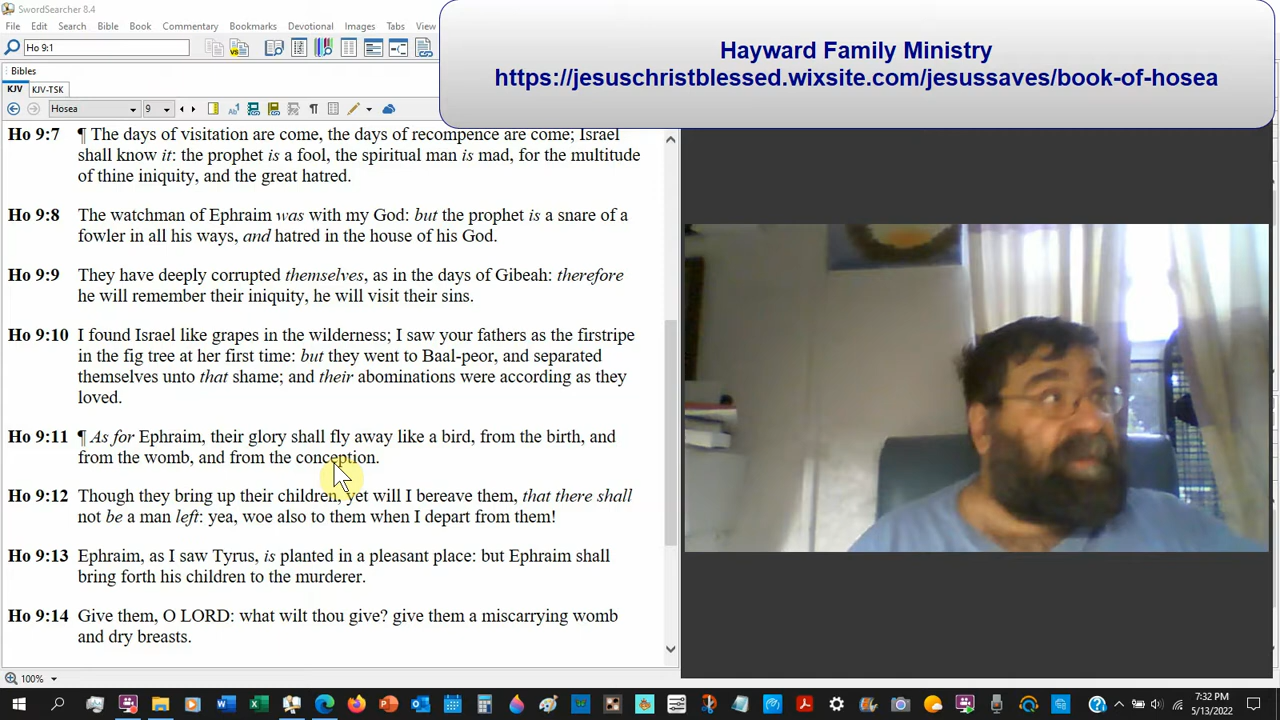 SwordSearcher 8.4
File Edit Search Bible Book Commentary Bookmarks Devotional Images Tabs View
Hayward Family Ministry
https://jesuschristblessed.wixsite.com/jesussaves/book-of-hosea
Ho 9:1
Bibles
KJV KJV-TSK
Hosea 9
Ho 9:7 ¶ The days of visitation are come, the days of recompence are come; Israel
shall know it: the prophet is a fool, the spiritual man is mad, for the multitude
of thine iniquity, and the great hatred.
Ho 9:8 The watchman of Ephraim was with my God: but the prophet is a snare of a
fowler in all his ways, and hatred in the house of his God.
Ho 9:9 They have deeply corrupted themselves, as in the days of Gibeah: therefore
he will remember their iniquity, he will visit their sins.
Ho 9:10 I found Israel like grapes in the wilderness; I saw your fathers as the firstripe
in the fig tree at her first time: but they went to Baal-peor, and separated
themselves unto that shame; and their abominations were according as they
loved.
Ho 9:11 ¶ As for Ephraim, their glory shall fly away like a bird, from the birth, and
from the womb, and from the conception.
Ho 9:12 Though they bring up their children, yet will I bereave them, that there shall
not be a man left: yea, woe also to them when I depart from them!
Ho 9:13 Ephraim, as I saw Tyrus, is planted in a pleasant place: but Ephraim shall
bring forth his children to the murderer.
Ho 9:14 Give them, O LORD: what wilt thou give? give them a miscarrying womb
and dry breasts.
100%
7:32 PM
5/13/2022